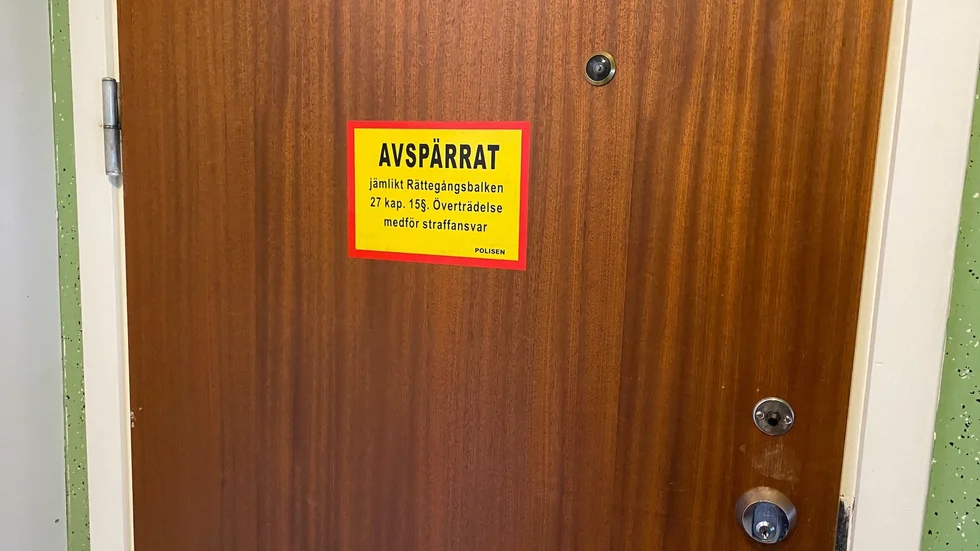 AVSPÄRRAT
jämlikt Rättegångsbalken
27 kap. 15§. Överträdelse
medför straffansvar
POLISEN